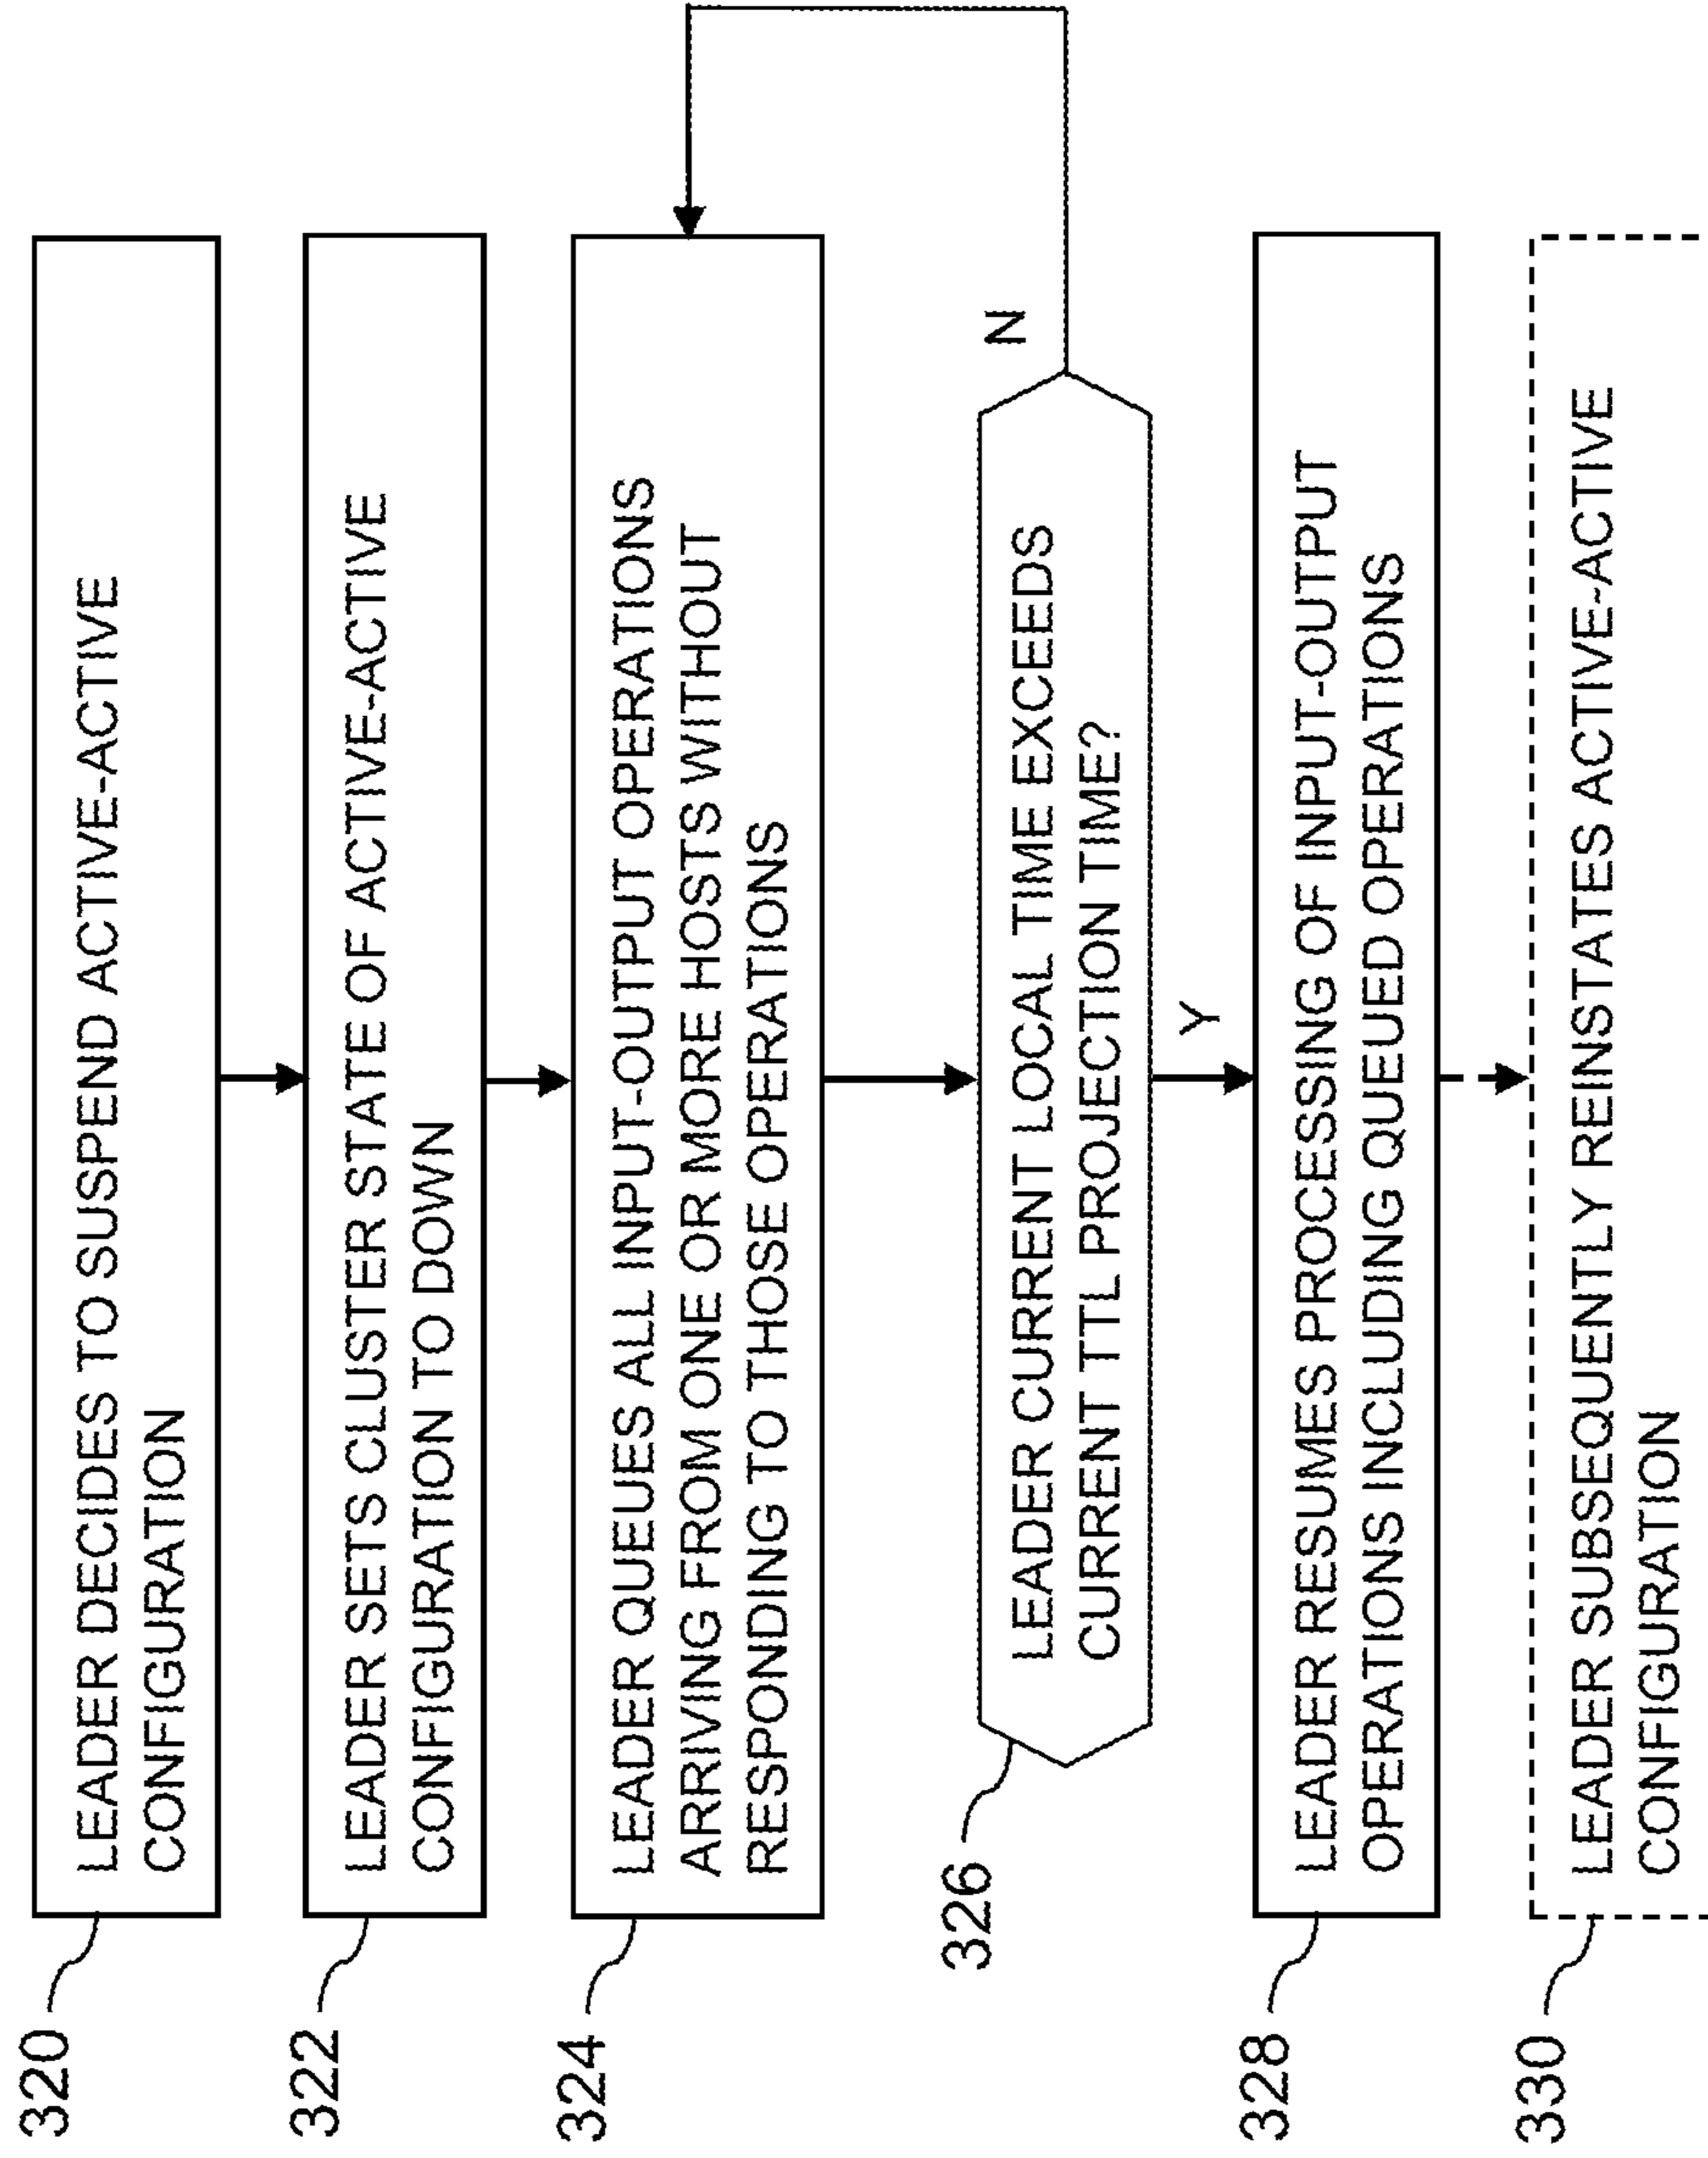 320
LEADER DECIDES TO SUSPEND ACTIVE-ACTIVE
CONFIGURATION
322
LEADER SETS CLUSTER STATE OF ACTIVE-ACTIVE
CONFIGURATION TO DOWN
324
LEADER QUEUES ALL INPUT-OUTPUT OPERATIONS
ARRIVING FROM ONE OR MORE HOSTS WITHOUT
RESPONDING TO THOSE OPERATIONS
326
LEADER CURRENT LOCAL TIME EXCEEDS
CURRENT TTL PROJECTION TIME?
N
Y
328
LEADER RESUMES PROCESSING OF INPUT-OUTPUT
OPERATIONS INCLUDING QUEUED OPERATIONS
330
LEADER SUBSEQUENTLY REINSTATES ACTIVE-ACTIVE
CONFIGURATION